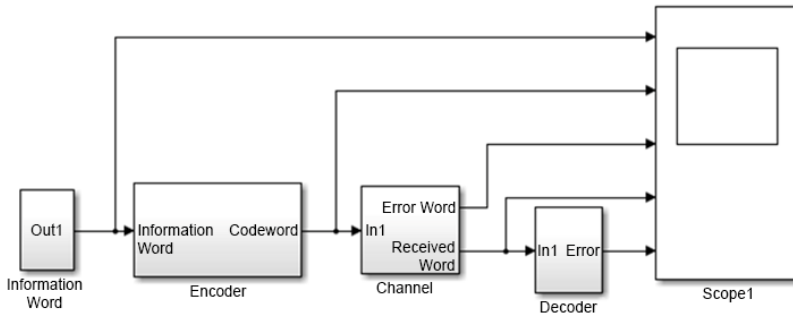 Out1
Information
Word
Information
Word
Codeword
Encoder
In1
Error Word
Received
Word
Channel
In1
Error
Decoder
Scope1